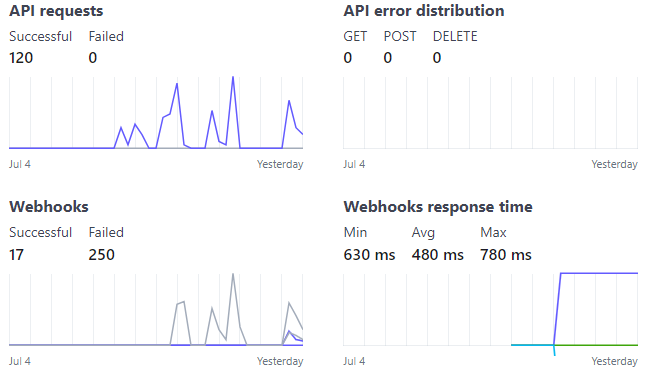 API requests
Successful Failed
120 0
Jul 4 Yesterday
API error distribution
GET POST DELETE
0 0 0
Jul 4 Yesterday
Webhooks
Successful Failed
17 250
Jul 4 Yesterday
Webhooks response time
Min Avg Max
630 ms 480 ms 780 ms
Jul 4 Yesterday